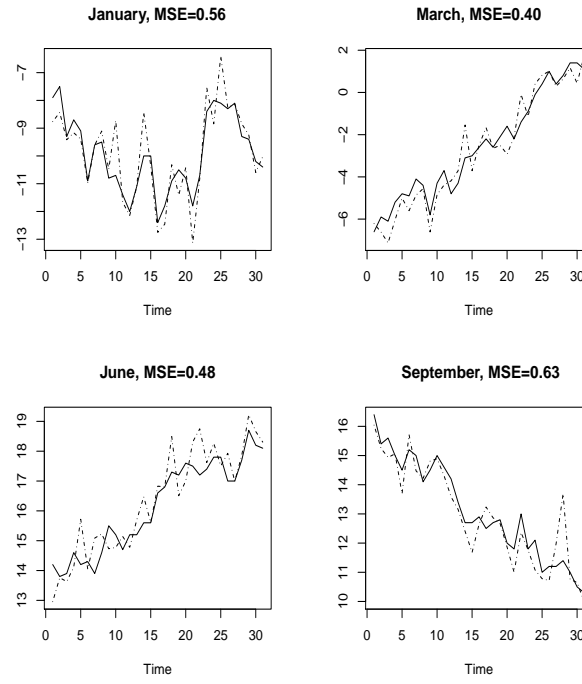 January, MSE=0.56
−7
−9
−11
−13
0 5 10 15 20 25 30
Time
March, MSE=0.40
2
0
−2
−4
−6
0 5 10 15 20 25 30
Time
June, MSE=0.48
19
18
17
16
15
14
13
0 5 10 15 20 25 30
Time
September, MSE=0.63
16
15
14
13
12
11
10
0 5 10 15 20 25 30
Time